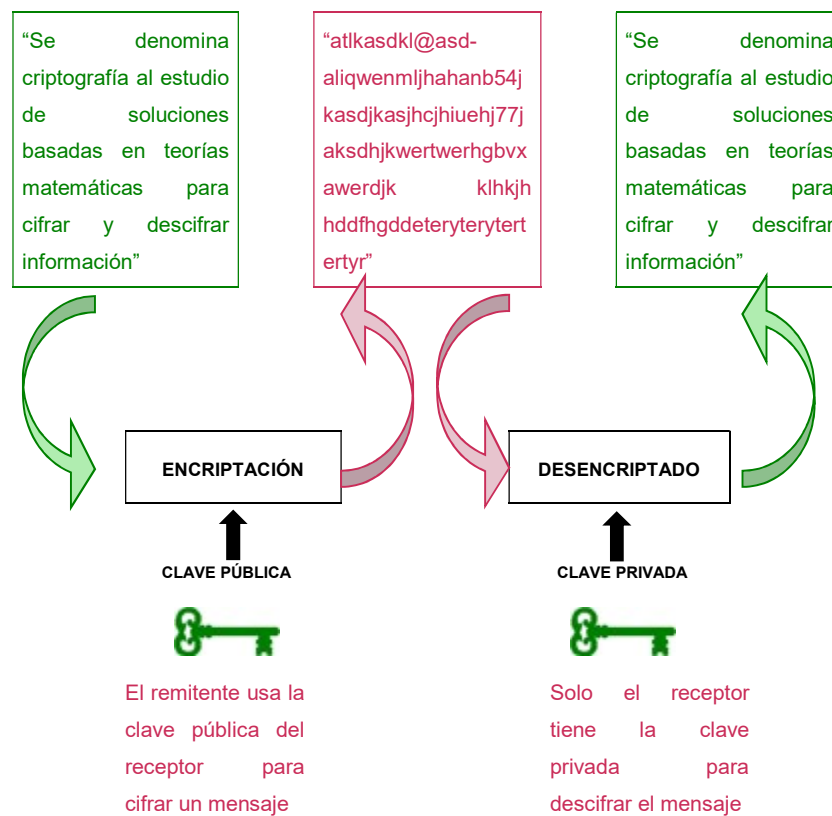 “Se denomina
criptografía al estudio
de soluciones
basadas en teorías
matemáticas para
cifrar y descifrar
información”
“atlkasdkl@asd-
aliqwenmljhahanb54j
kasdjkasjhcjhiuehj77j
aksdhjkwertwerhgbvx
awerdjk klhkjh
hddfhgddeteryterytert
ertyr”
“Se denomina
criptografía al estudio
de soluciones
basadas en teorías
matemáticas para
cifrar y descifrar
información”
ENCRIPTACIÓN
DESENCRIPTADO
CLAVE PÚBLICA
CLAVE PRIVADA
El remitente usa la
clave pública del
receptor para
cifrar un mensaje
Solo el receptor
tiene la clave
privada para
descifrar el mensaje